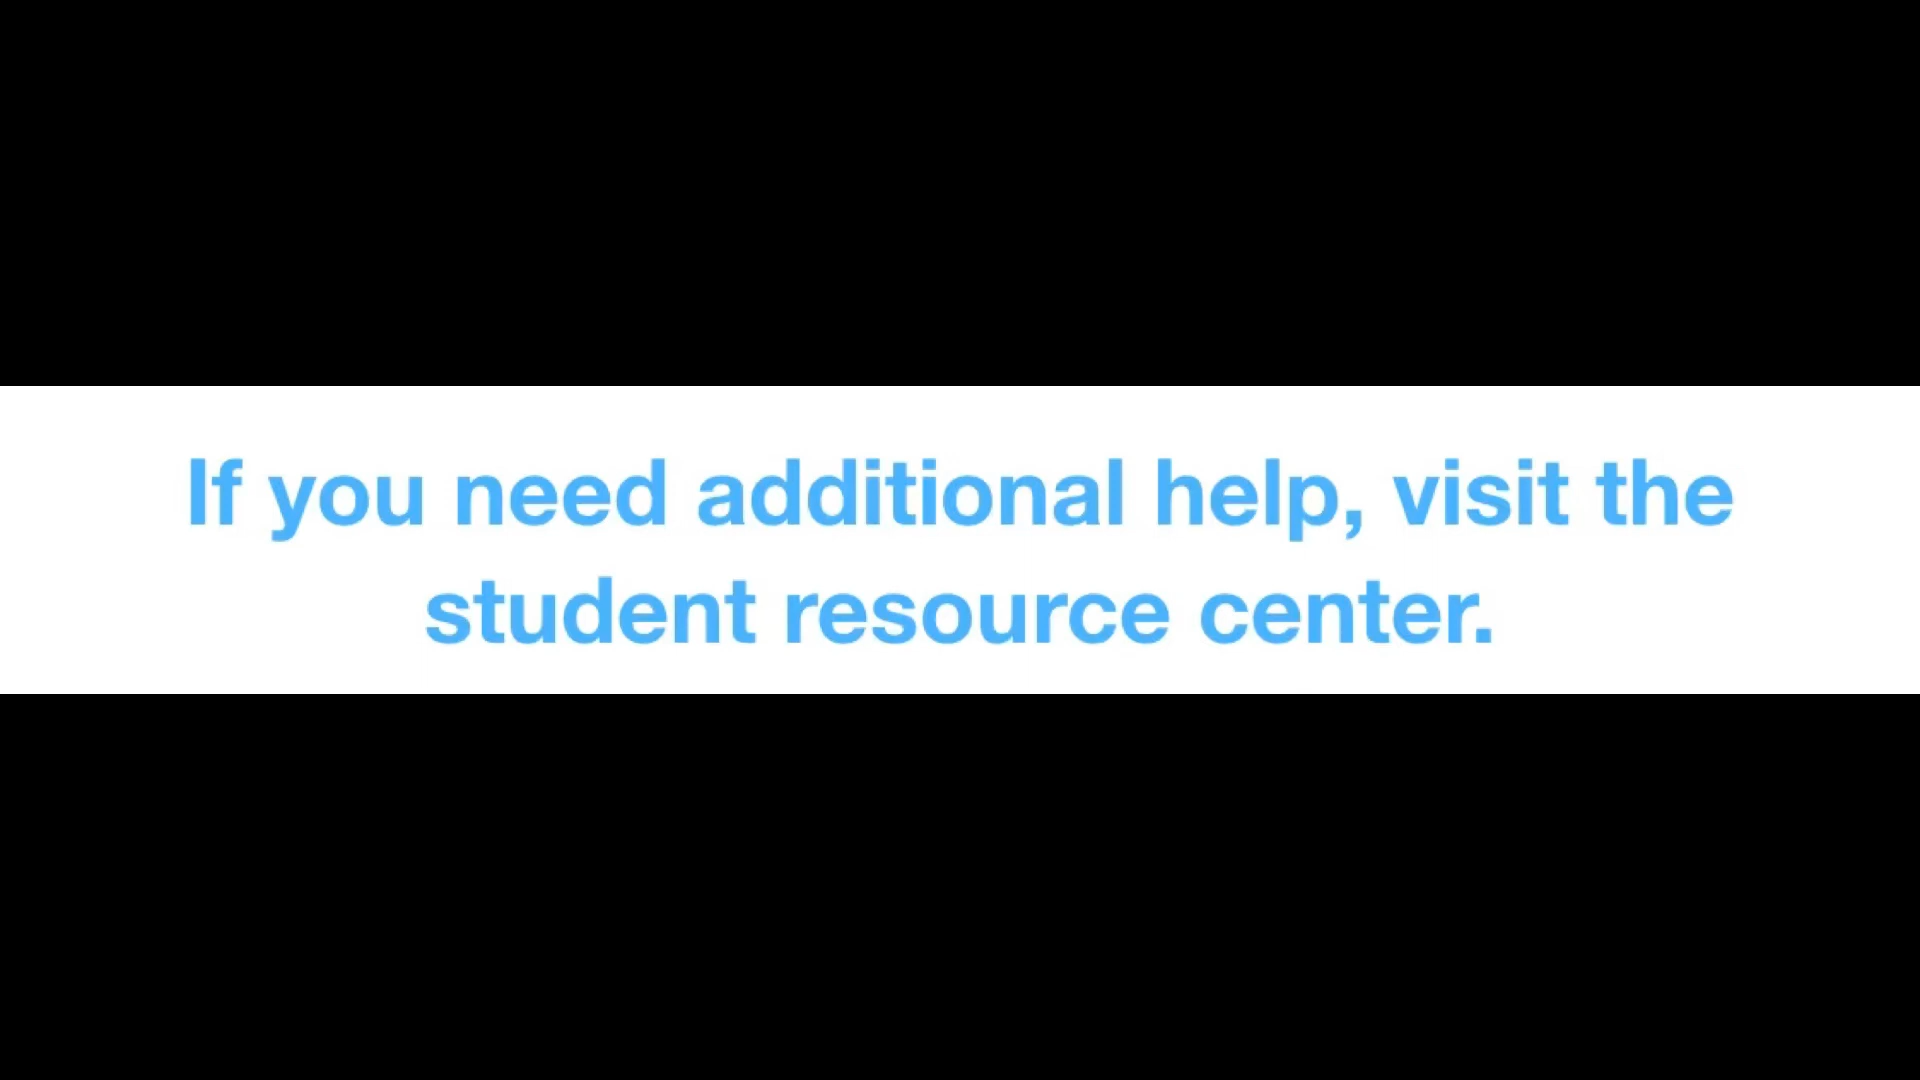 If you need additional help, visit the
student resource center.